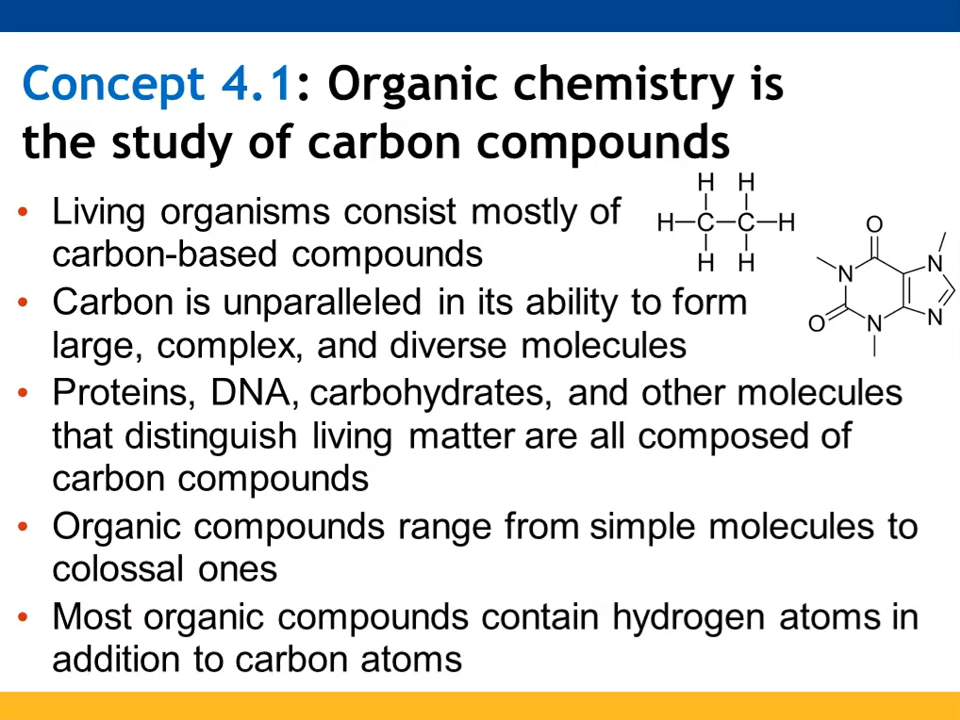 Concept 4.1: Organic chemistry is
the study of carbon compounds
• Living organisms consist mostly of
carbon-based compounds
• Carbon is unparalleled in its ability to form
large, complex, and diverse molecules
• Proteins, DNA, carbohydrates, and other molecules
that distinguish living matter are all composed of
carbon compounds
• Organic compounds range from simple molecules to
colossal ones
• Most organic compounds contain hydrogen atoms in
addition to carbon atoms
H H
H C C H
H H
O
N N
O N N